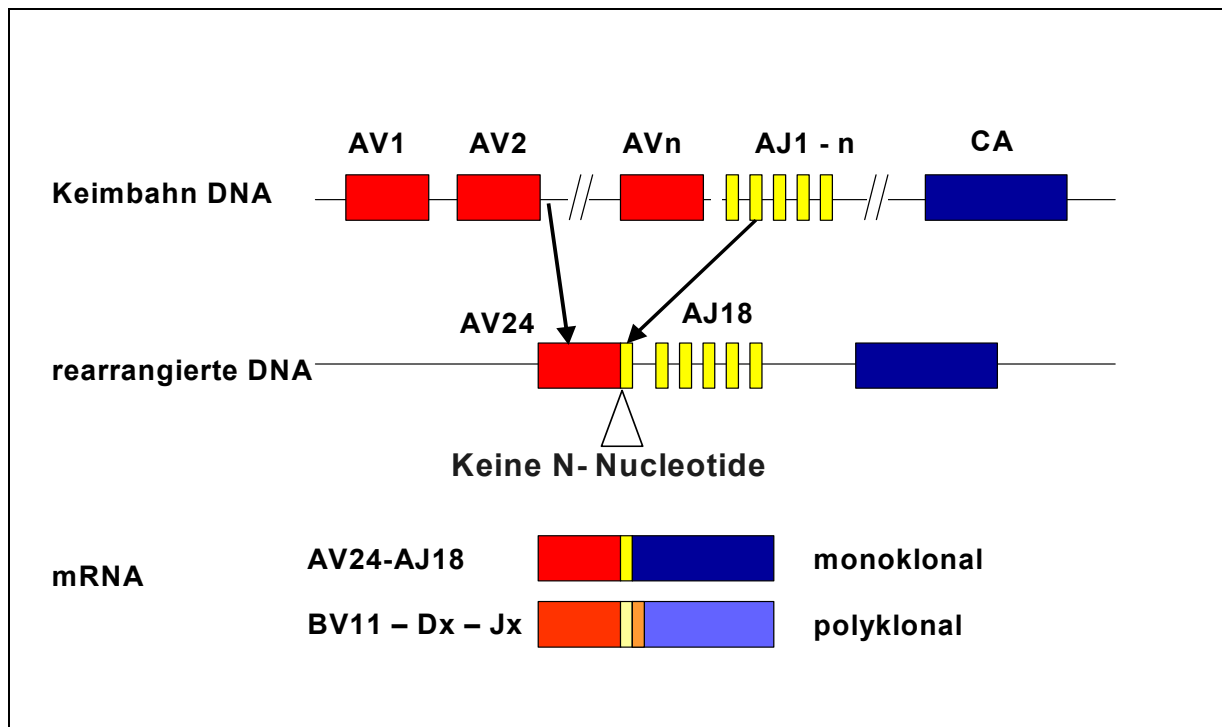 AV1 AV2 AVn AJ1 - n CA
Keimbahn DNA
AV24 AJ18
rearrangierte DNA
Keine N- Nucleotide
AV24-AJ18 monoklonal
mRNA
BV11 – Dx – Jx polyklonal